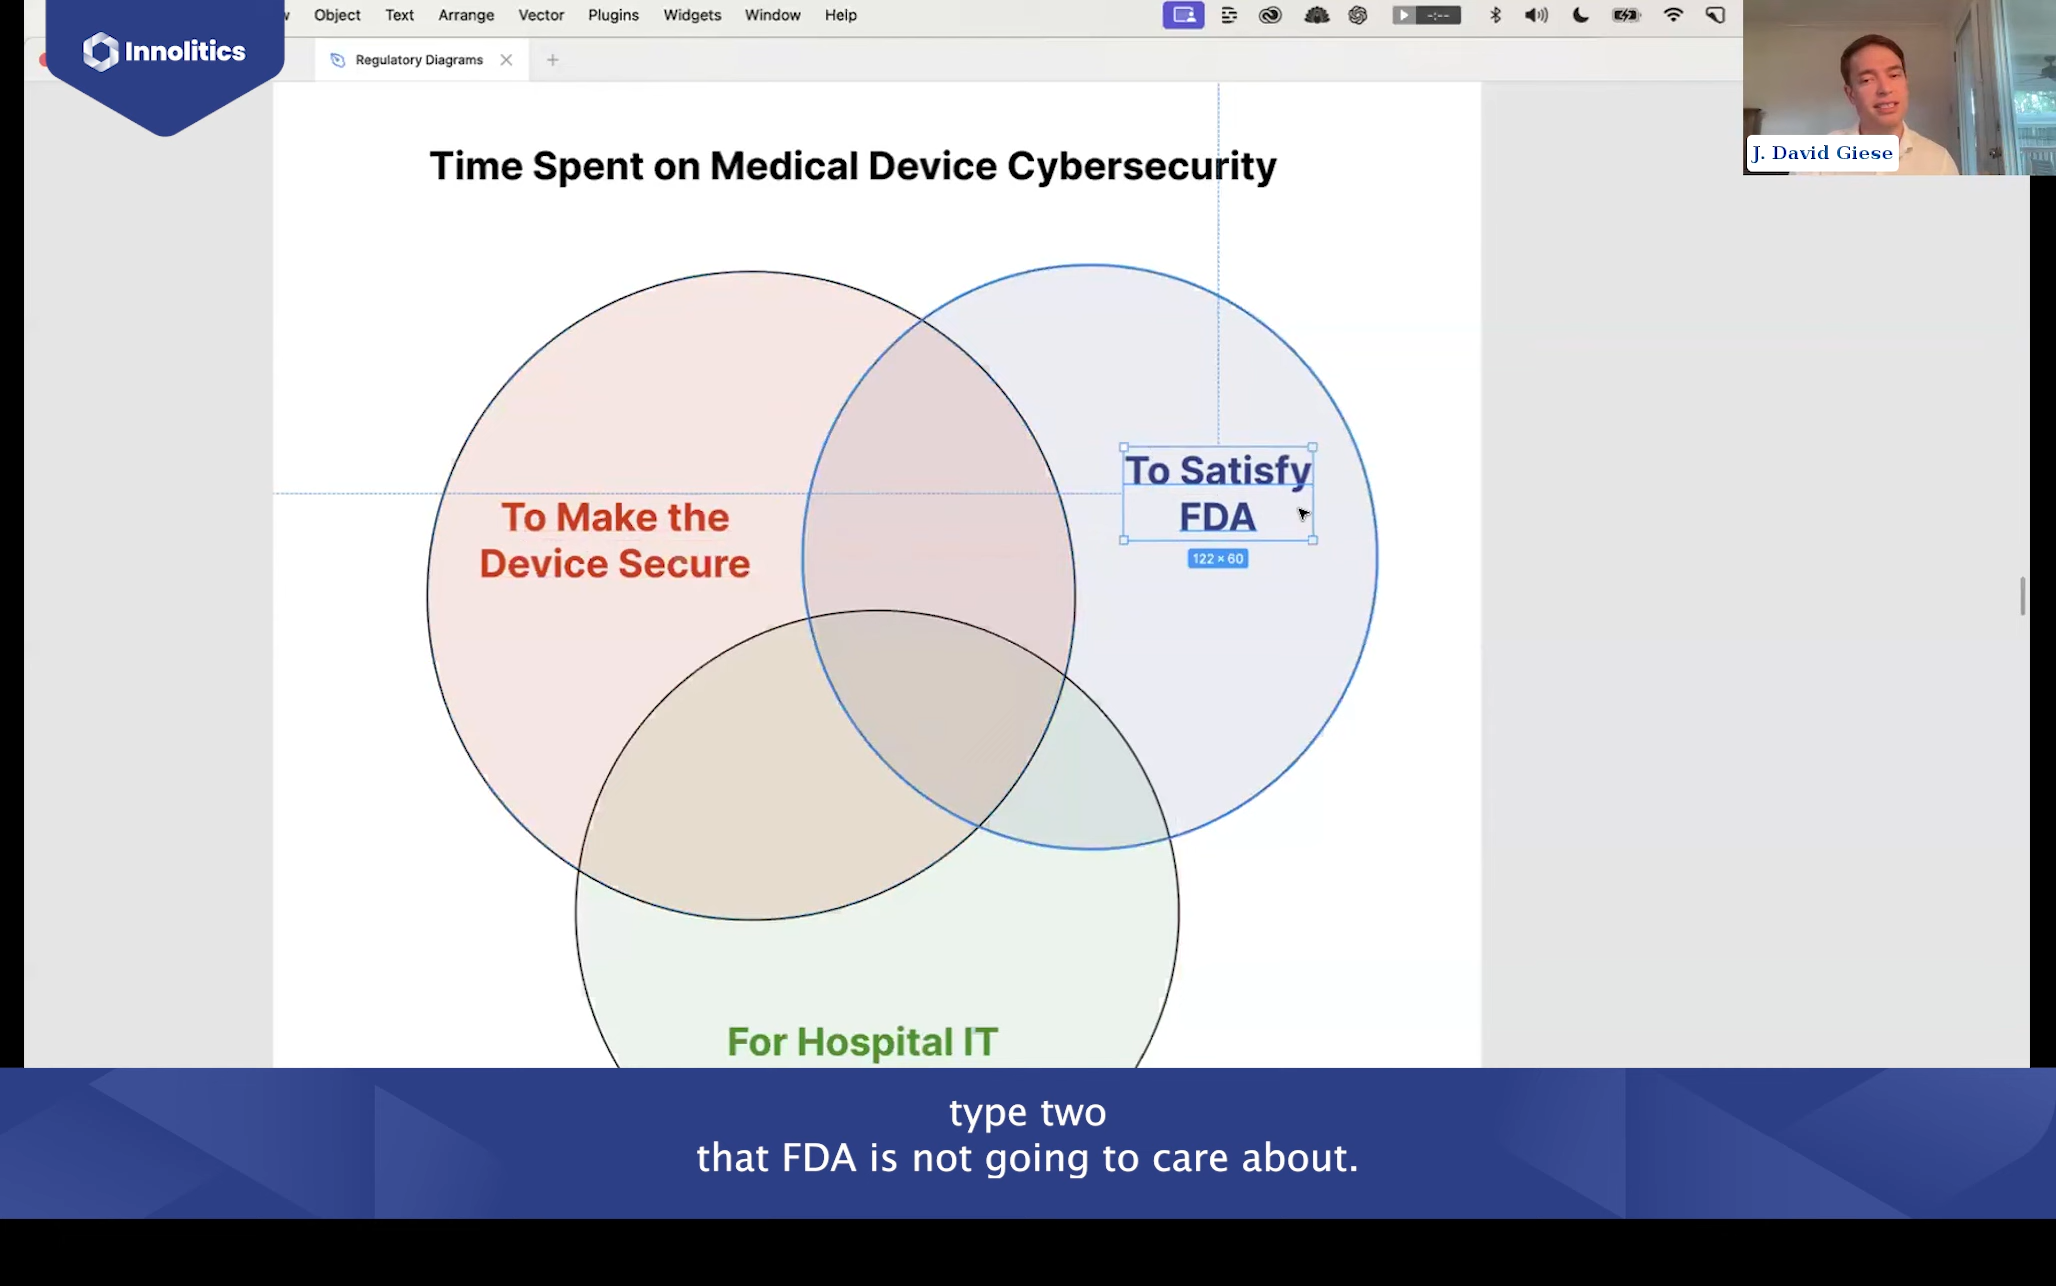 Object Text Arrange Vector Plugins Widgets Window Help
Innolitics
Regulatory Diagrams
J. David Giese
Time Spent on Medical Device Cybersecurity
To Satisfy
FDA
122 × 60
To Make the
Device Secure
For Hospital IT
type two
that FDA is not going to care about.